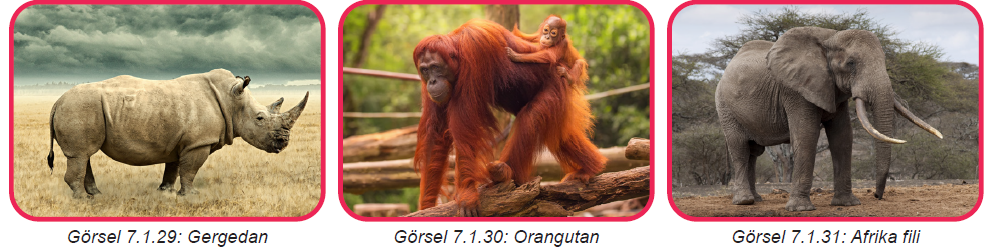 Görsel 7.1.29: Gergedan
Görsel 7.1.30: Orangutan
Görsel 7.1.31: Afrika fili